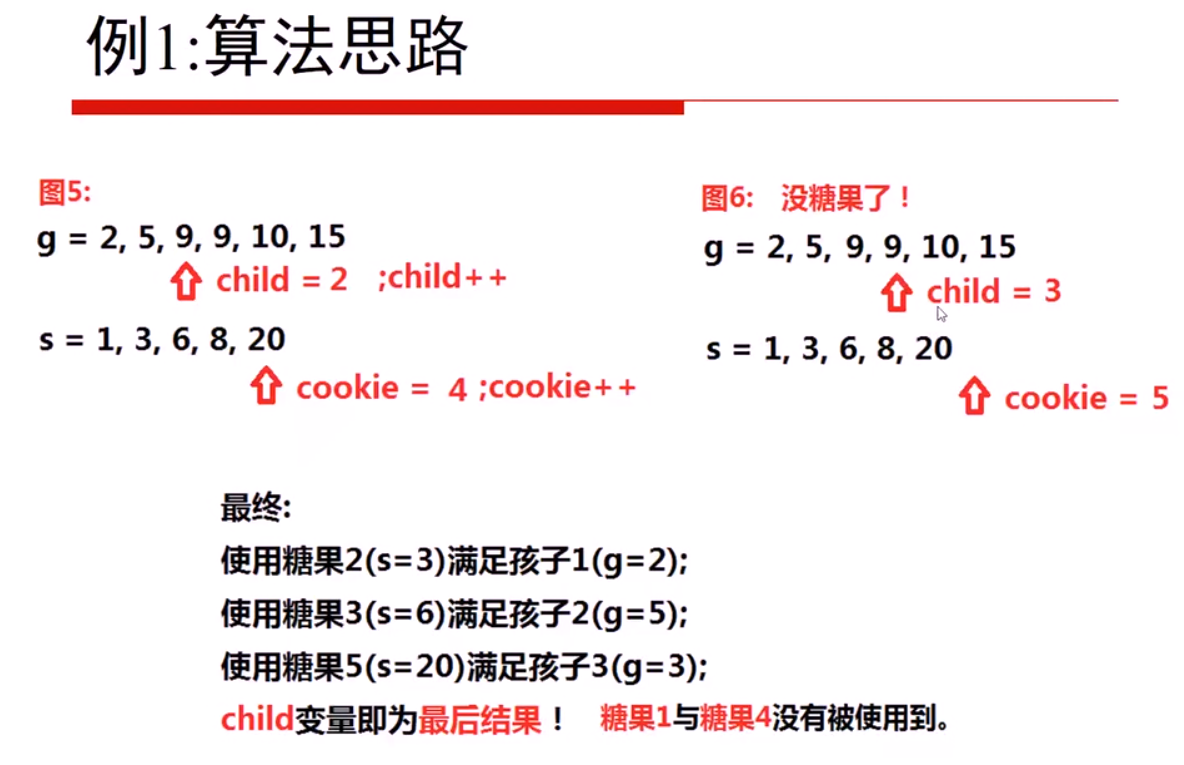 例1:算法思路
图5:
g = 2, 5, 9, 9, 10, 15
child = 2 ;child++
s = 1, 3, 6, 8, 20
cookie = 4 ;cookie++
图6: 没糖果了！
g = 2, 5, 9, 9, 10, 15
child = 3
s = 1, 3, 6, 8, 20
cookie = 5
最终:
使用糖果2(s=3)满足孩子1(g=2);
使用糖果3(s=6)满足孩子2(g=5);
使用糖果5(s=20)满足孩子3(g=3);
child变量即为最后结果！ 糖果1与糖果4没有被使用到。